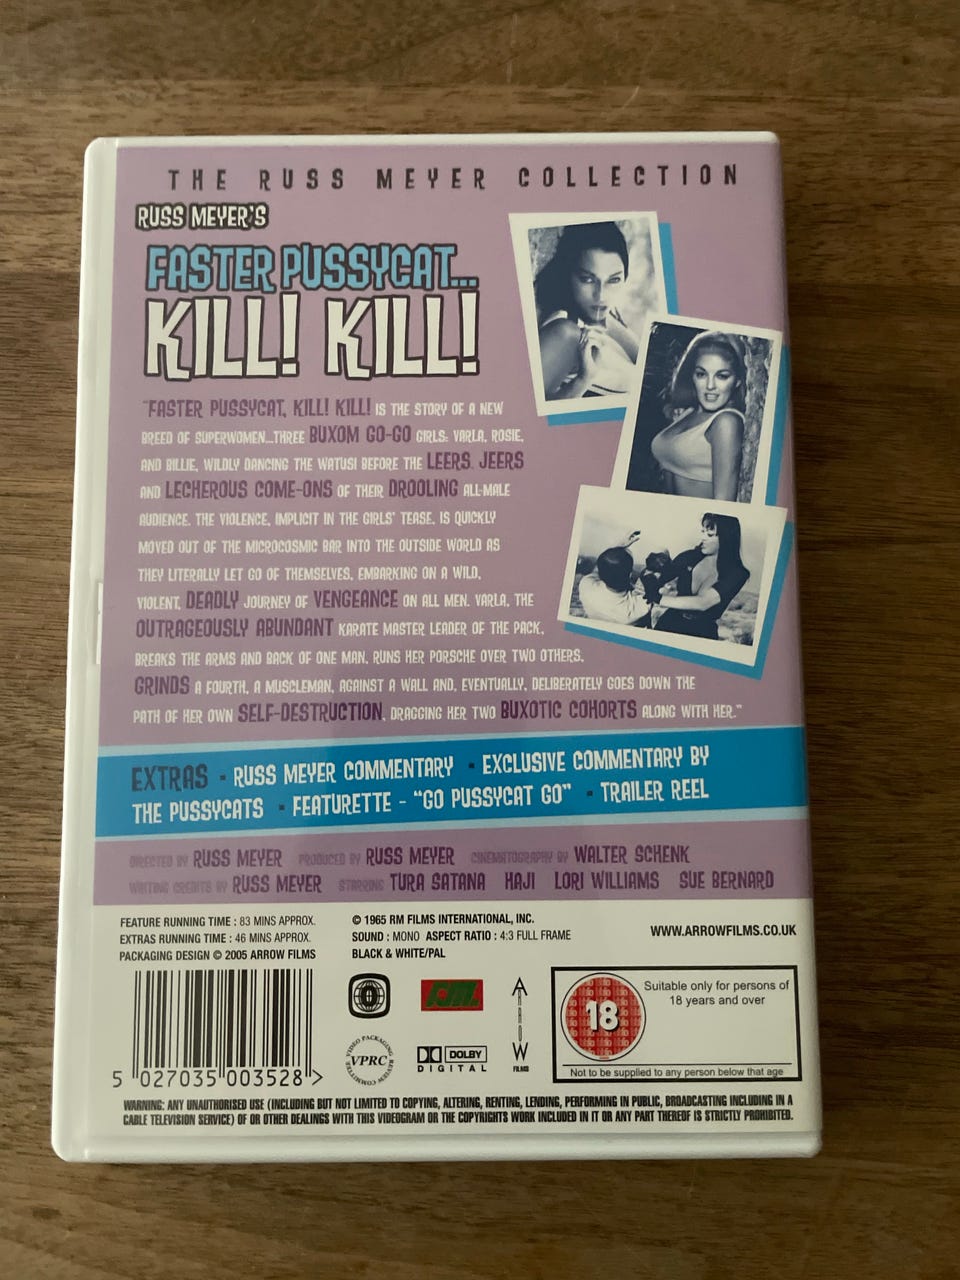 THE RUSS MEYER COLLECTION
RUSS MEYER'S
FASTER PUSSYCAT...
KILL! KILL!
"FASTER PUSSYCAT, KILL! KILL! IS THE STORY OF A NEW
BREED OF SUPERWOMEN...THREE BUXOM GO-GO GIRLS: VARLA, ROSIE,
AND BILLIE, WILDLY DANCING THE WATUSI BEFORE THE LEERS, JEERS
AND LECHEROUS COME-ONS OF THEIR DROOLING ALL-MALE
AUDIENCE. THE VIOLENCE, IMPLICIT IN THE GIRLS' TEASE, IS QUICKLY
MOVED OUT OF THE MICROCOSMIC BAR INTO THE OUTSIDE WORLD AS
THEY LITERALLY LET GO OF THEMSELVES, EMBARKING ON A WILD,
VIOLENT, DEADLY JOURNEY OF VENGEANCE ON ALL MEN. VARLA, THE
OUTRAGEOUSLY ABUNDANT KARATE MASTER LEADER OF THE PACK,
BREAKS THE ARMS AND BACK OF ONE MAN, RUNS HER PORSCHE OVER TWO OTHERS,
GRINDS A FOURTH, A MUSCLEMAN, AGAINST A WALL AND, EVENTUALLY, DELIBERATELY GOES DOWN THE
PATH OF HER OWN SELF-DESTRUCTION, DRAGGING HER TWO BUXOTIC COHORTS ALONG WITH HER."
EXTRAS • RUSS MEYER COMMENTARY • EXCLUSIVE COMMENTARY BY
THE PUSSYCATS • FEATURETTE - "GO PUSSYCAT GO" • TRAILER REEL
DIRECTED BY RUSS MEYER PRODUCED BY RUSS MEYER CINEMATOGRAPHY BY WALTER SCHENK
WRITING CREDITS BY RUSS MEYER STARRING TURA SATANA HAJI LORI WILLIAMS SUE BERNARD
FEATURE RUNNING TIME : 83 MINS APPROX.
EXTRAS RUNNING TIME : 46 MINS APPROX.
PACKAGING DESIGN © 2005 ARROW FILMS
© 1965 RM FILMS INTERNATIONAL, INC.
SOUND : MONO ASPECT RATIO : 4:3 FULL FRAME
BLACK & WHITE/PAL
WWW.ARROWFILMS.CO.UK
5 027035 003528 >
0
VIDEO PACKAGING REVIEW COMMITTEE
VPRC
DOLBY
DIGITAL
ARROW
FILMS
18
Suitable only for persons of
18 years and over
Not to be supplied to any person below that age
WARNING: ANY UNAUTHORISED USE (INCLUDING BUT NOT LIMITED TO COPYING, ALTERING, RENTING, LENDING, PERFORMING IN PUBLIC, BROADCASTING INCLUDING IN A
CABLE TELEVISION SERVICE) OF OR OTHER DEALINGS WITH THIS VIDEOGRAM OR THE COPYRIGHTS WORK INCLUDED IN IT OR ANY PART THEREOF IS STRICTLY PROHIBITED.